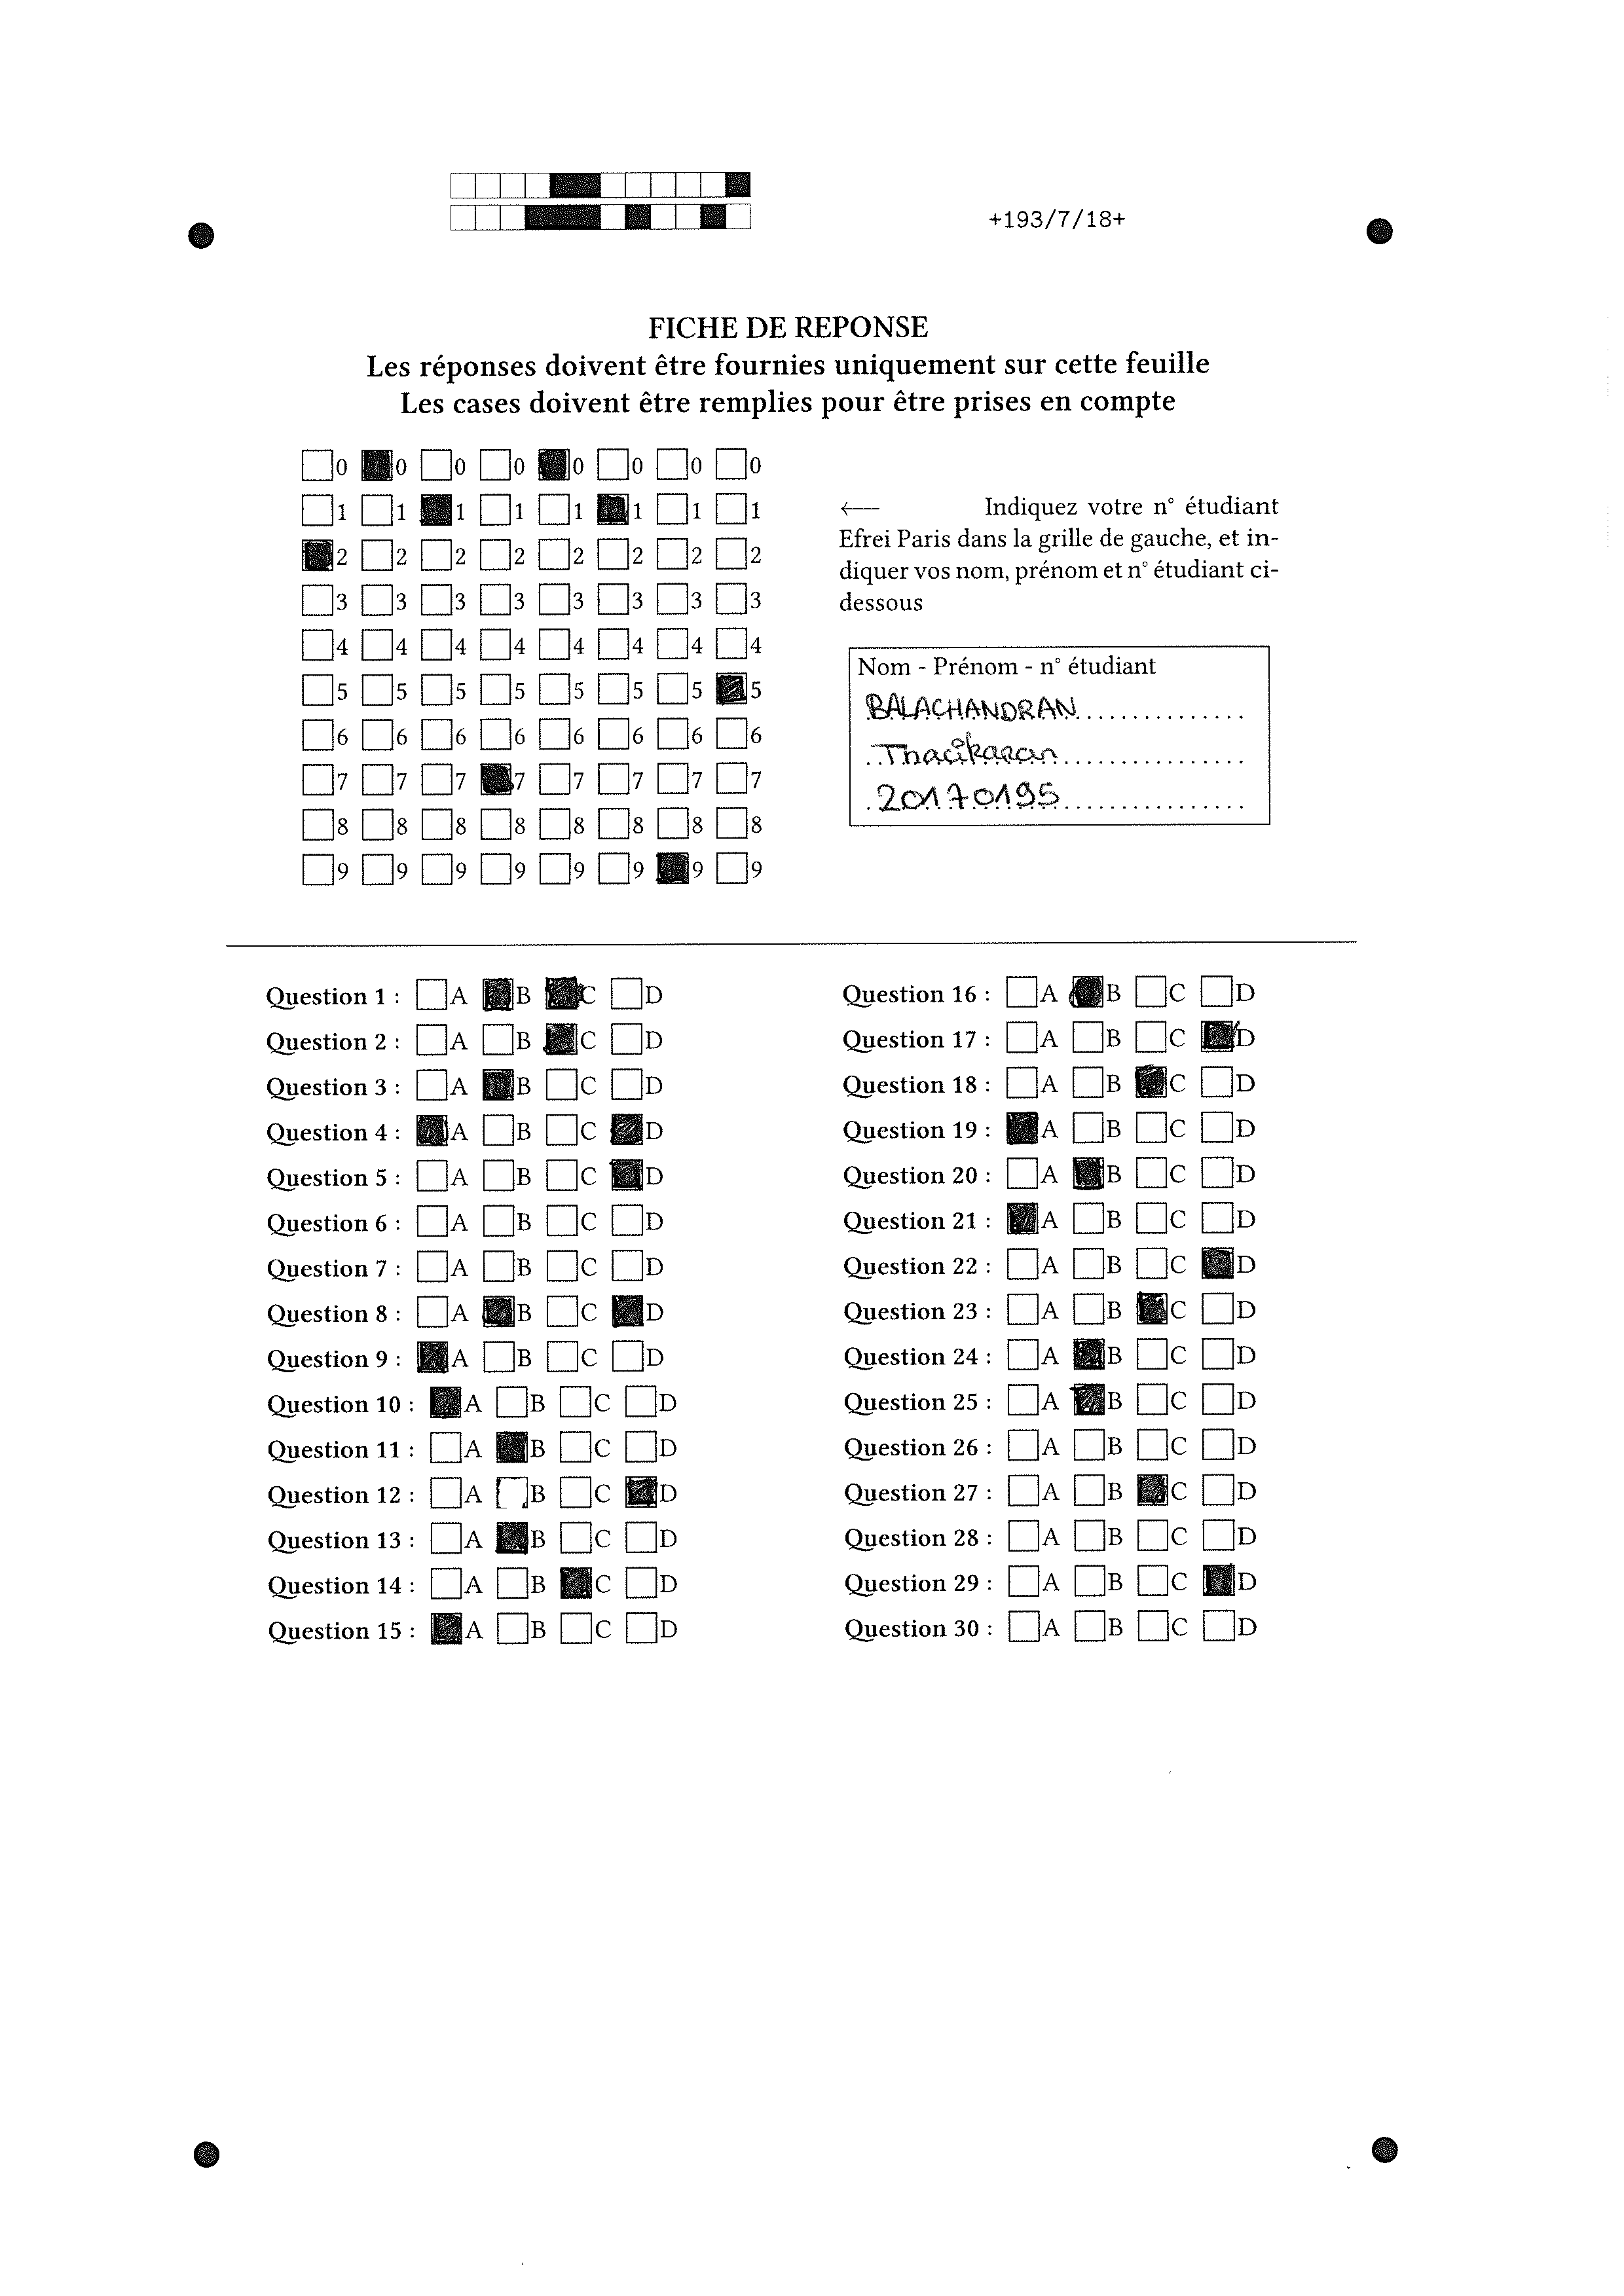 +193/7/18+
FICHE DE REPONSE
Les réponses doivent être fournies uniquement sur cette feuille
Les cases doivent être remplies pour être prises en compte
0 0 0 0 0 0 0 0
1 1 1 1 1 1 1 1
2 2 2 2 2 2 2 2
3 3 3 3 3 3 3 3
4 4 4 4 4 4 4 4
5 5 5 5 5 5 5 5
6 6 6 6 6 6 6 6
7 7 7 7 7 7 7 7
8 8 8 8 8 8 8 8
9 9 9 9 9 9 9 9
← Indiquez votre n° étudiant
Efrei Paris dans la grille de gauche, et in-
diquer vos nom, prénom et n° étudiant ci-
dessous
Nom - Prénom - n° étudiant
BALACHANDRAN
20170195
Question 1 : A B C D
Question 2 : A B C D
Question 3 : A B C D
Question 4 : A B C D
Question 5 : A B C D
Question 6 : A B C D
Question 7 : A B C D
Question 8 : A B C D
Question 9 : A B C D
Question 10 : A B C D
Question 11 : A B C D
Question 12 : A B C D
Question 13 : A B C D
Question 14 : A B C D
Question 15 : A B C D
Question 16 : A B C D
Question 17 : A B C D
Question 18 : A B C D
Question 19 : A B C D
Question 20 : A B C D
Question 21 : A B C D
Question 22 : A B C D
Question 23 : A B C D
Question 24 : A B C D
Question 25 : A B C D
Question 26 : A B C D
Question 27 : A B C D
Question 28 : A B C D
Question 29 : A B C D
Question 30 : A B C D